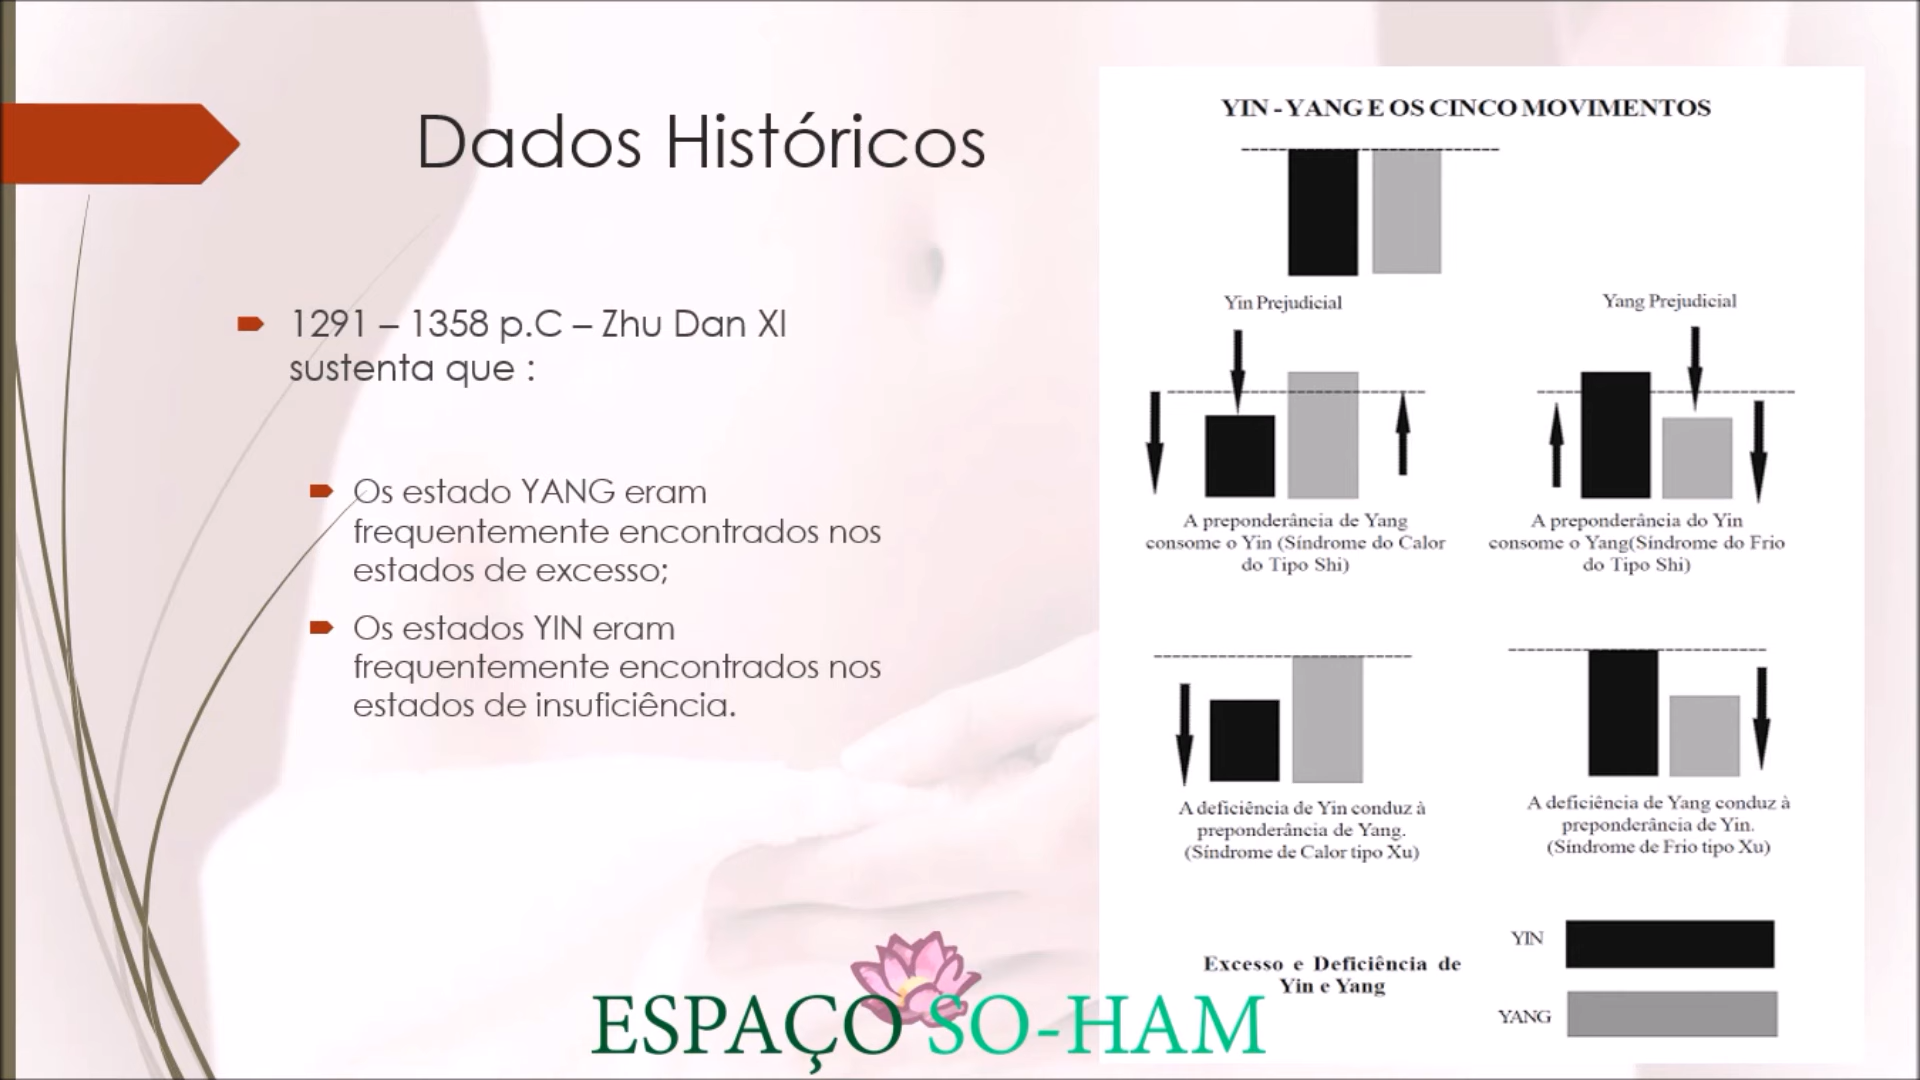 Dados Históricos
1291 – 1358 p.C – Zhu Dan XI
sustenta que :
Os estado YANG eram
frequentemente encontrados nos
estados de excesso;
Os estados YIN eram
frequentemente encontrados nos
estados de insuficiência.
YIN - YANG E OS CINCO MOVIMENTOS
Yin Prejudicial
Yang Prejudicial
A preponderância de Yang
consome o Yin (Síndrome do Calor
do Tipo Shi)
A preponderância do Yin
consome o Yang(Síndrome do Frio
do Tipo Shi)
A deficiência de Yin conduz à
preponderância de Yang.
(Síndrome de Calor tipo Xu)
A deficiência de Yang conduz à
preponderância de Yin.
(Síndrome de Frio tipo Xu)
Excesso e Deficiência de
Yin e Yang
YIN
YANG
ESPAÇO SO-HAM